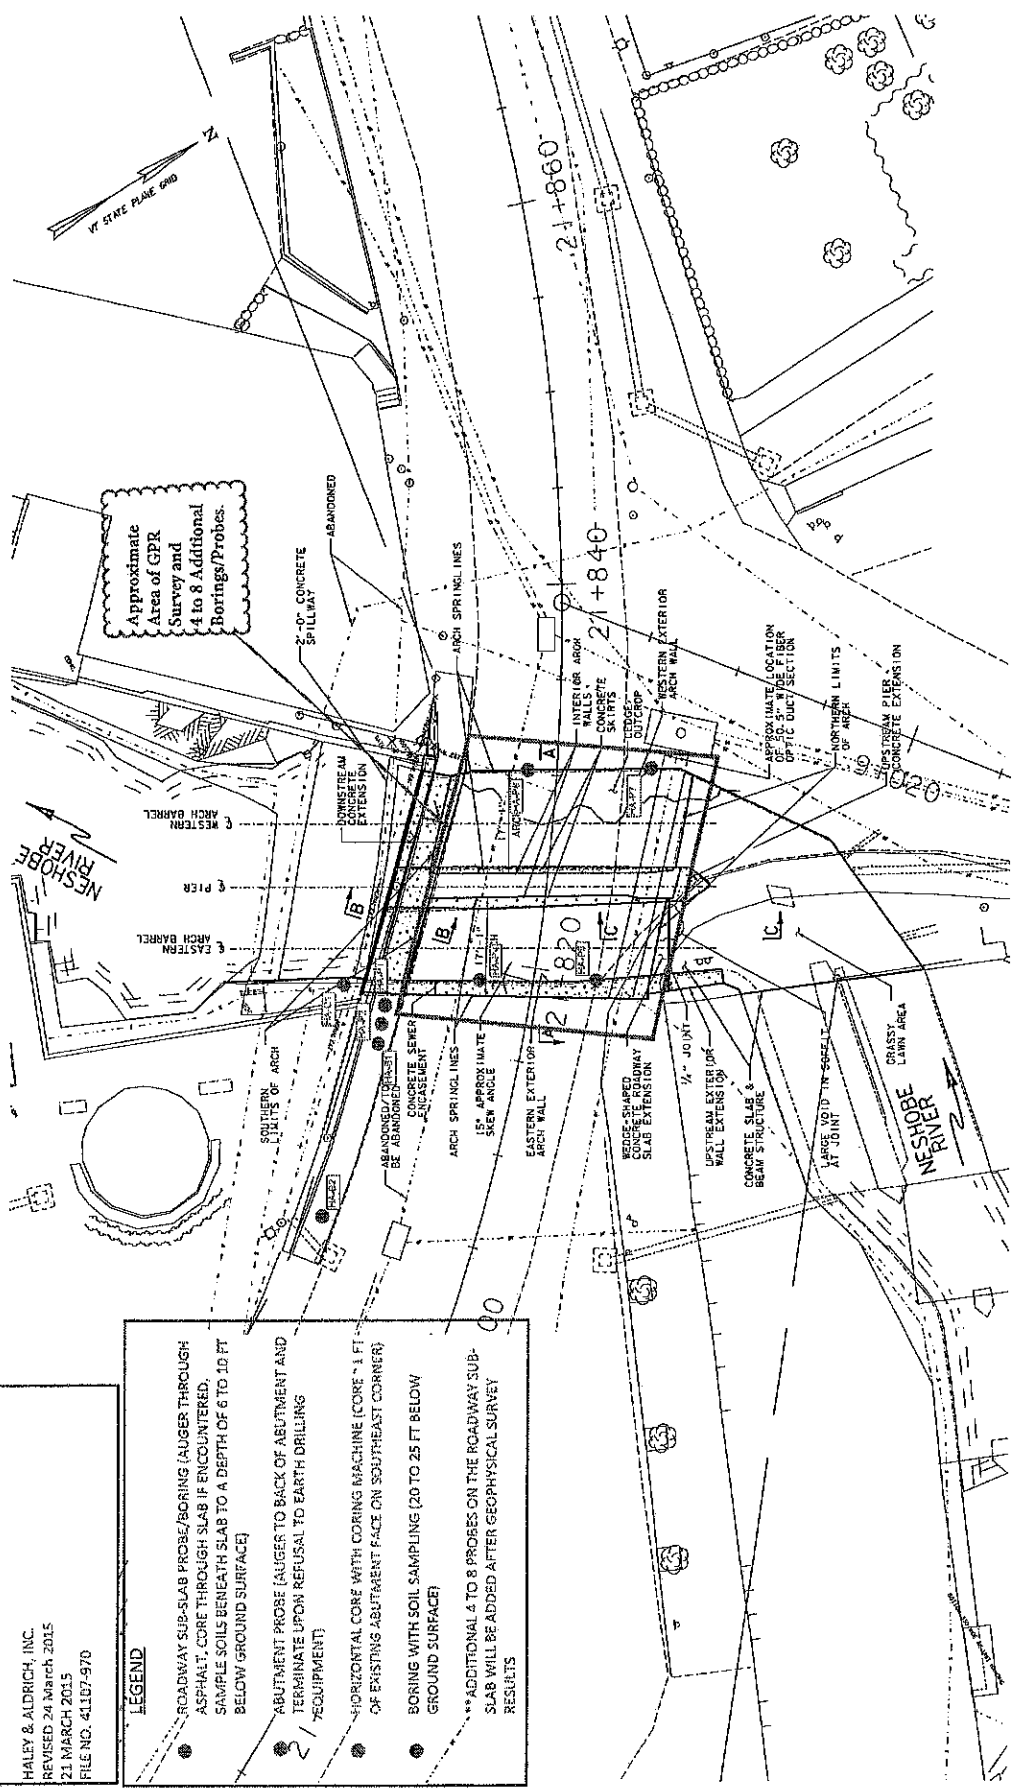 HALEY & ALDRICH, INC.
REVISED 24 March 2015
21 MARCH 2015
FILE NO. 41187-970
LEGEND
ROADWAY SUB-SLAB PROBE/BORING (AUGER THROUGH
ASPHALT, CORE THROUGH SLAB IF ENCOUNTERED,
SAMPLE SOILS BENEATH SLAB TO A DEPTH OF 6 TO 10 FT
BELOW GROUND SURFACE)
ABUTMENT PROBE (AUGER TO BACK OF ABUTMENT AND
TERMINATE UPON REFUSAL TO EARTH DRILLING
EQUIPMENT)
HORIZONTAL CORE WITH CORING MACHINE (CORE ~1 FT
OF EXISTING ABUTMENT FACE ON SOUTHEAST CORNER)
BORING WITH SOIL SAMPLING (20 TO 25 FT BELOW
GROUND SURFACE)
**ADDITIONAL 4 TO 8 PROBES ON THE ROADWAY SUB-
SLAB WILL BE ADDED AFTER GEOPHYSICAL SURVEY
RESULTS
VT STATE PLANE GRID
N
Approximate
Area of GPR
Survey and
4 to 8 Addtional
Borings/Probes.
2'-0" CONCRETE
SPILLWAY
ABANDONED
ARCH SPRINGLINES
NESHOBE
RIVER
℄ WESTERN
ARCH BARREL
℄ PIER
℄ EASTERN
ARCH BARREL
DOWNSTREAM
CONCRETE
EXTENSION
SOUTHERN
LIMITS OF ARCH
ABANDONED/TO
BE ABANDONED
HA-B1
HA-B2
CONCRETE SEWER
ENCASEMENT
ARCH SPRINGLINES
15° APPROXIMATE
SKEW ANGLE
EASTERN EXTERIOR
ARCH WALL
WEDGE-SHAPED
CONCRETE ROADWAY
SLAB EXTENSION
JOINT
UPSTREAM EXTERIOR
WALL EXTENSION
CONCRETE SLAB &
BEAM STRUCTURE
LARGE VOID IN SOFFIT
AT JOINT
GRASSY
LAWN AREA
NESHOBE
RIVER
INTERIOR ARCH
WALLS,
CONCRETE
SKIRTS
LEDGE
OUTCROP
WESTERN EXTERIOR
ARCH WALL
APPROXIMATE LOCATION
WIDE FIBER
OPTIC DUCT SECTION
NORTHERN LIMITS
OF ARCH
UPSTREAM PIER
CONCRETE EXTENSION
A
A
B
B
C
C
21+860
21+840
820
00